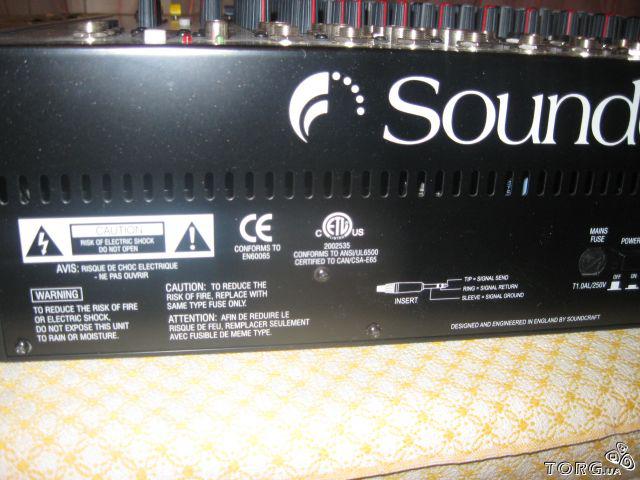 Soundc
CAUTION
RISK OF ELECTRIC SHOCK
DO NOT OPEN
AVIS: RISQUE DE CHOC ELECTRIQUE
- NE PAS OUVRIR
WARNING
TO REDUCE THE RISK OF FIRE
OR ELECTRIC SHOCK,
DO NOT EXPOSE THIS UNIT
TO RAIN OR MOISTURE.
CE
CONFORMS TO
EN60065
CAUTION: TO REDUCE THE
RISK OF FIRE, REPLACE WITH
SAME TYPE FUSE ONLY.
ATTENTION: AFIN DE REDUIRE LE
RISQUE DE FEU, REMPLACER SEULEMENT
AVEC FUSIBLE DE MEME TYPE.
C ETL US
2002535
CONFORMS TO ANSI/UL6500
CERTIFIED TO CAN/CSA-E65
INSERT
TIP = SIGNAL SEND
RING = SIGNAL RETURN
SLEEVE = SIGNAL GROUND
MAINS
FUSE
T1.0AL/250V
POWER
OFF
DESIGNED AND ENGINEERED IN ENGLAND BY SOUNDCRAFT
TORG.UA